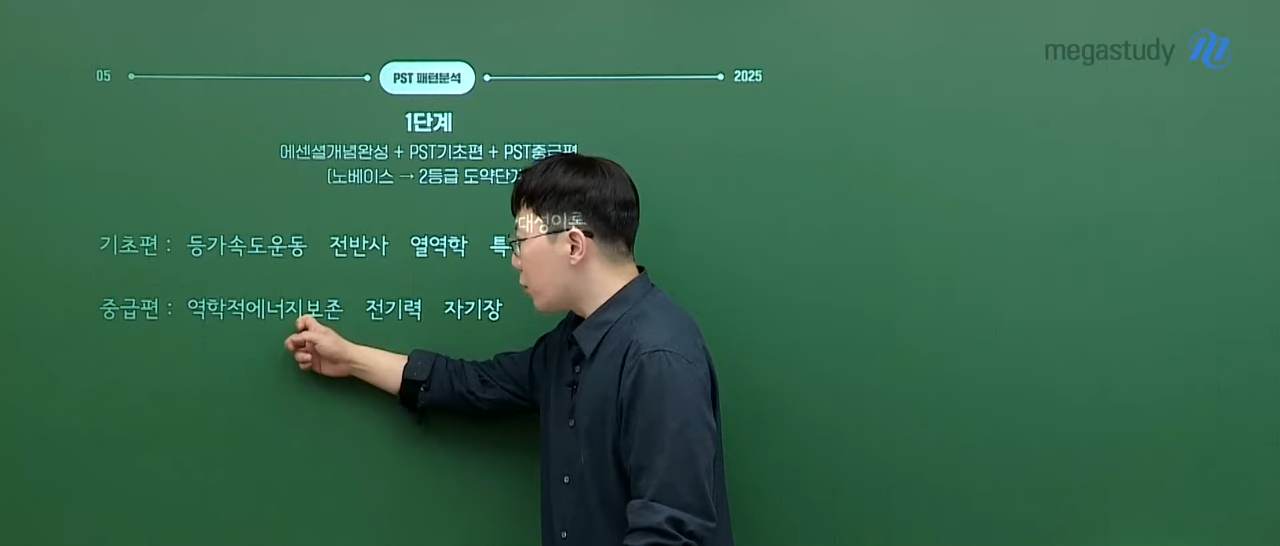 megastudy
05 PST 패턴분석 2025
1단계
에센셜개념완성 + PST기초편 + PST중급편
[노베이스 → 2등급 도약단계
기초편 : 등가속도운동 전반사 열역학 특 대성이론
중급편 : 역학적에너지보존 전기력 자기장